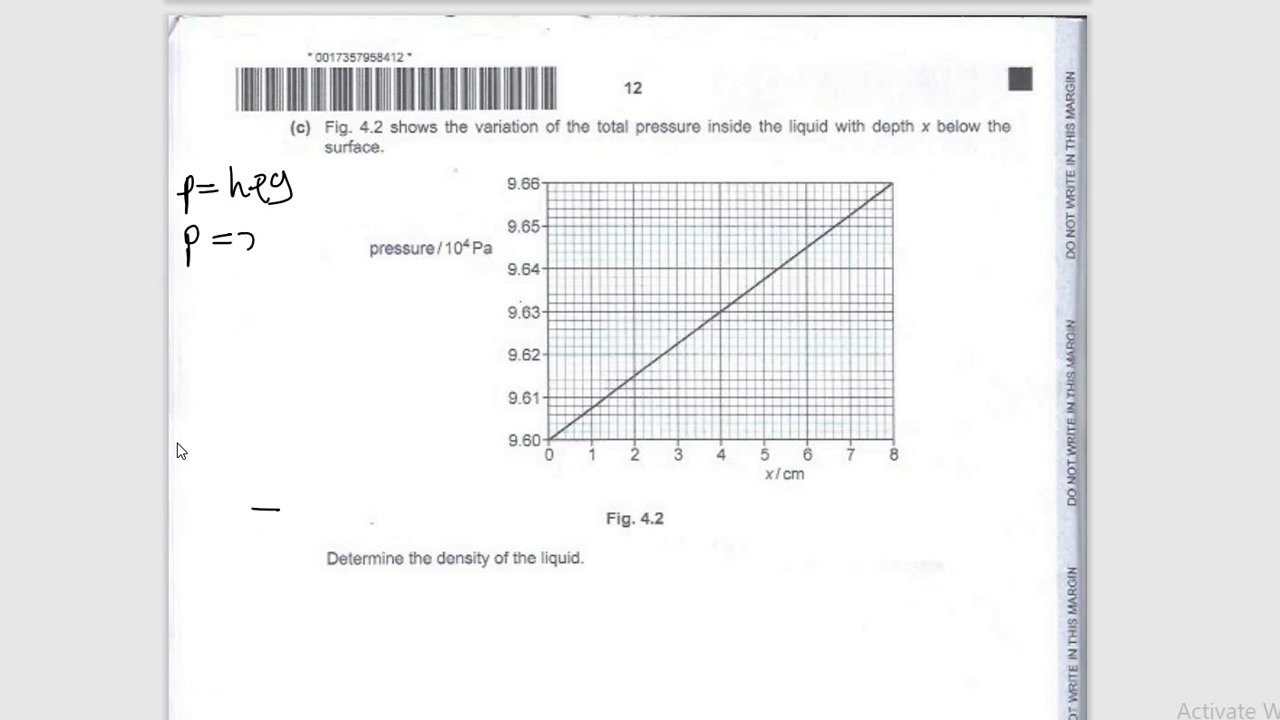 *0017357958412*
12
(c) Fig. 4.2 shows the variation of the total pressure inside the liquid with depth x below the
surface.
p = hρg
p =
pressure / 10⁴ Pa
9.66
9.65
9.64
9.63
9.62
9.61
9.60
0 1 2 3 4 5 6 7 8
x / cm
Fig. 4.2
Determine the density of the liquid.
DO NOT WRITE IN THIS MARGIN
DO NOT WRITE IN THIS MARGIN
OT WRITE IN THIS MARGIN
Activate W